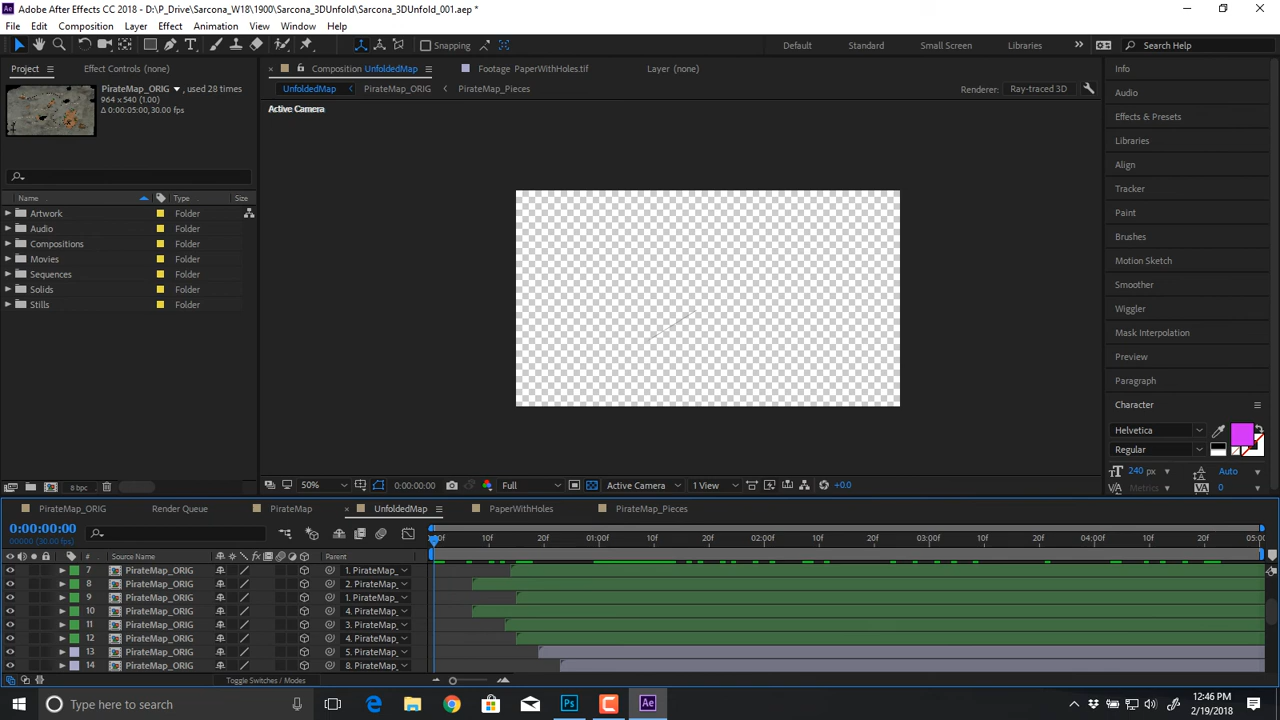 Adobe After Effects CC 2018 - D:\P_Drive\Sarcona_W18\1900\Sarcona_3DUnfold\Sarcona_3DUnfold_001.aep *
File Edit Composition Layer Effect Animation View Window Help
Snapping Default Standard Small Screen Libraries Search Help
Project Effect Controls (none) Composition UnfoldedMap Footage PaperWithHoles.tif Layer (none) Info
PirateMap_ORIG , used 28 times UnfoldedMap PirateMap_ORIG PirateMap_Pieces Renderer: Ray-traced 3D
964 x 540 (1.00)
Δ 0:00:05:00, 30.00 fps
Active Camera
Audio
Effects & Presets
Libraries
Align
Tracker
Paint
Brushes
Motion Sketch
Smoother
Wiggler
Mask Interpolation
Preview
Paragraph
Character
Helvetica
Regular
240 px Auto
Metrics 0
Name Type Size
Artwork Folder
Audio Folder
Compositions Folder
Movies Folder
Sequences Folder
Solids Folder
Stills Folder
8 bpc 50% 0:00:00:00 Full Active Camera 1 View +0.0
PirateMap_ORIG Render Queue PirateMap UnfoldedMap PaperWithHoles PirateMap_Pieces
0:00:00:00
00000 (30.00 fps)
10f 20f 01:00f 10f 20f 02:00f 10f 20f 03:00f 10f 20f 04:00f 10f 20f 05:00
# Source Name Parent
7 PirateMap_ORIG 1. PirateMap_
8 PirateMap_ORIG 2. PirateMap_
9 PirateMap_ORIG 1. PirateMap_
10 PirateMap_ORIG 4. PirateMap_
11 PirateMap_ORIG 3. PirateMap_
12 PirateMap_ORIG 4. PirateMap_
13 PirateMap_ORIG 5. PirateMap_
14 PirateMap_ORIG 8. PirateMap_
Toggle Switches / Modes
Type here to search
12:46 PM
2/19/2018